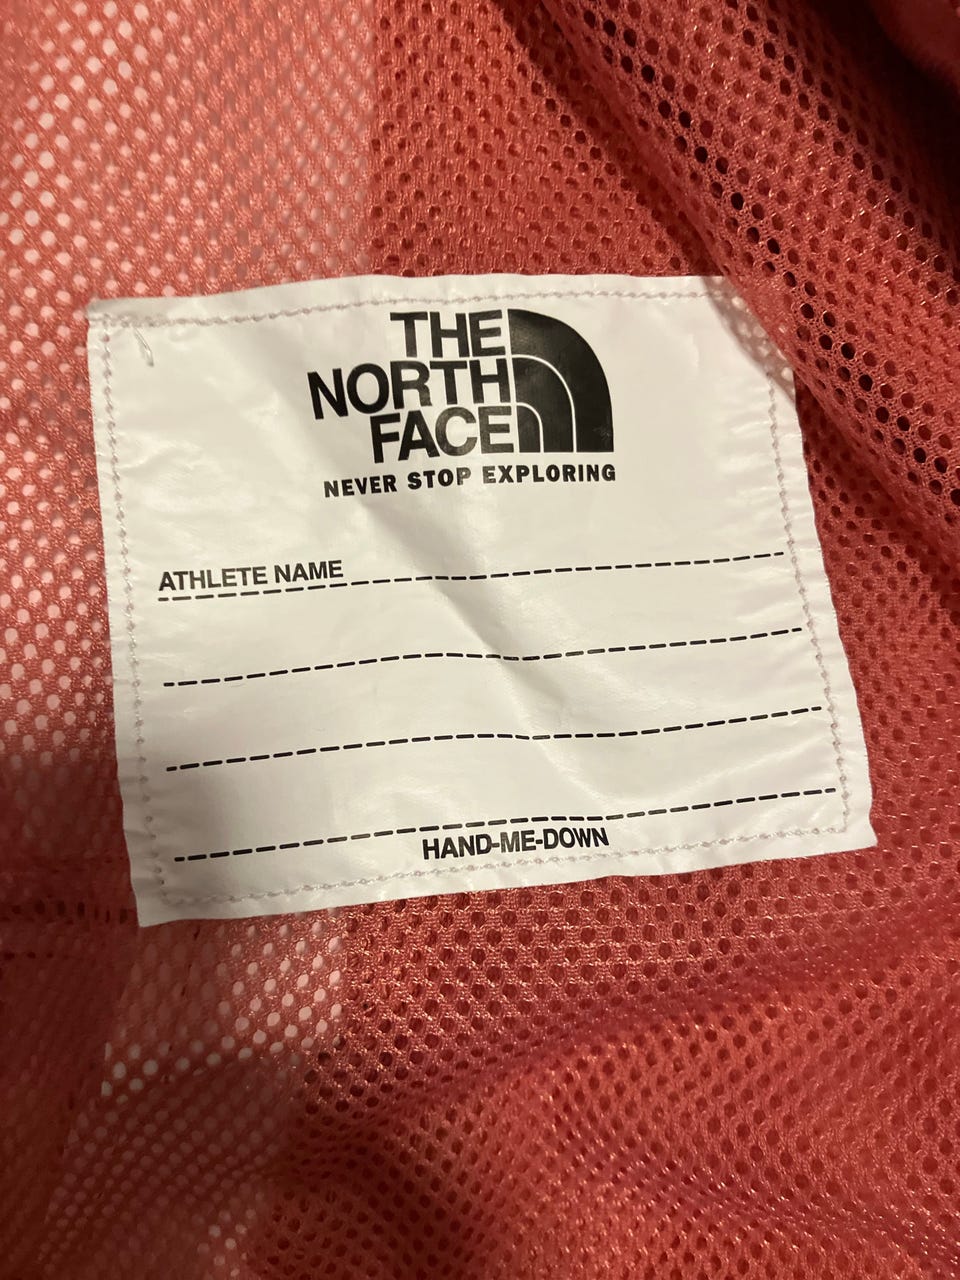 THE
NORTH
FACE
NEVER STOP EXPLORING
ATHLETE NAME
HAND-ME-DOWN